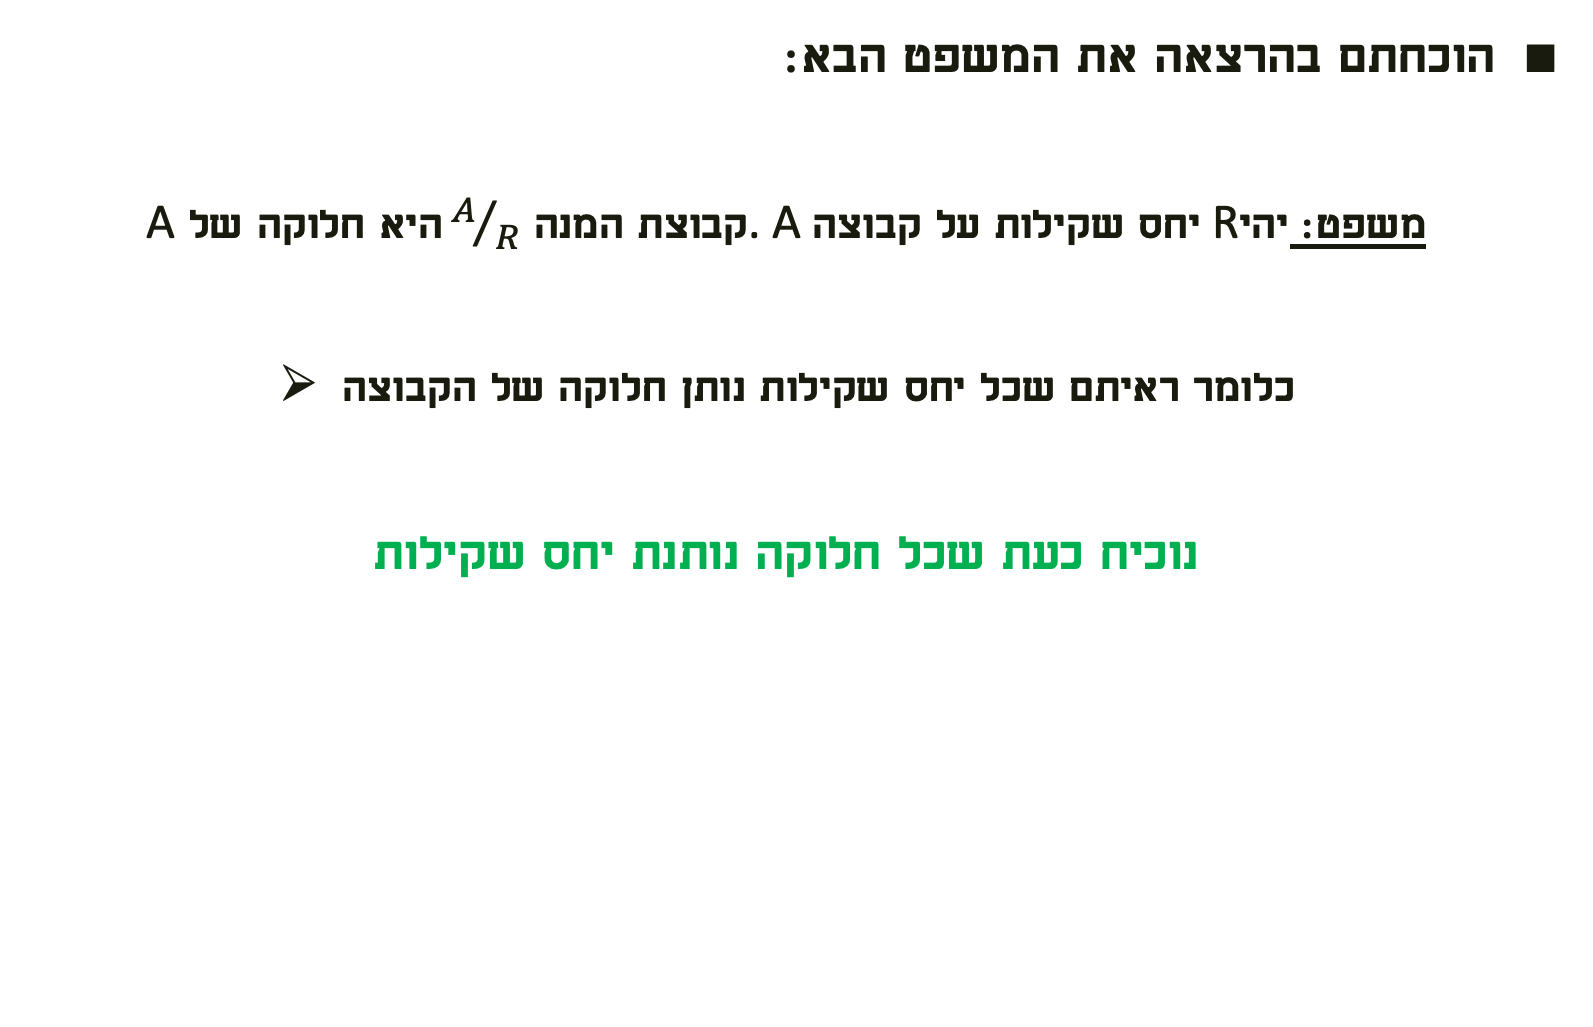 ■ הוכחתם בהרצאה את המשפט הבא:
משפט: יהיR יחס שקילות על קבוצה A .קבוצת המנה A/R היא חלוקה של A
כלומר ראיתם שכל יחס שקילות נותן חלוקה של הקבוצה ➢
נוכיח כעת שכל חלוקה נותנת יחס שקילות